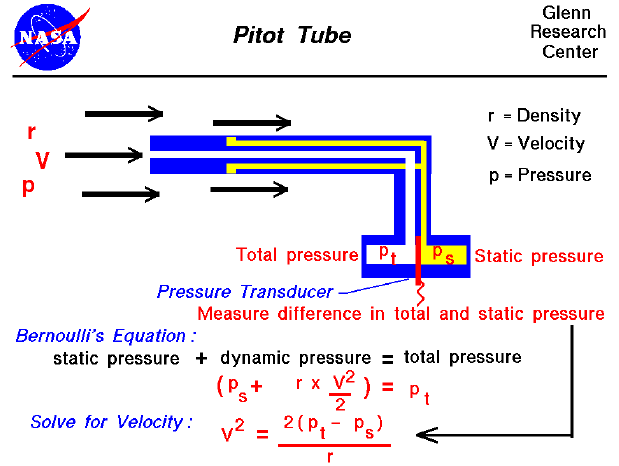 NASA
Pitot Tube
Glenn
Research
Center
r = Density
V = Velocity
p = Pressure
r
V
p
Total pressure
pt
ps
Static pressure
Pressure Transducer
Measure difference in total and static pressure
Bernoulli's Equation :
static pressure + dynamic pressure = total pressure
(ps + r x V²/2) = pt
Solve for Velocity :
V² = 2(pt - ps)/r